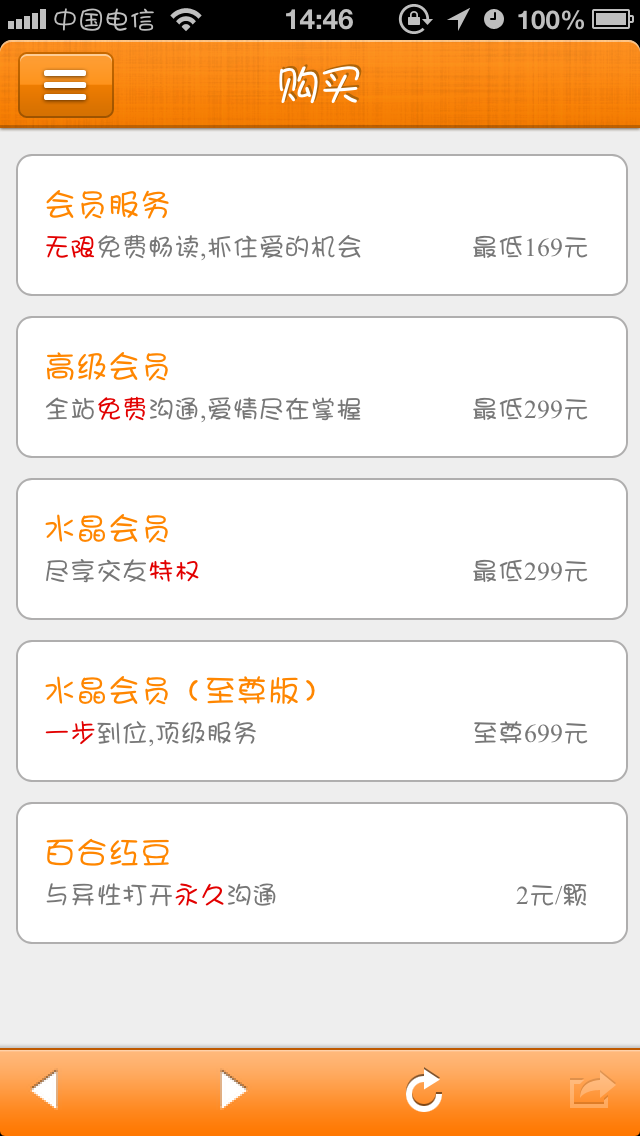 中国电信 14:46 100%
购买
会员服务
无限免费畅读,抓住爱的机会 最低169元
高级会员
全站免费沟通,爱情尽在掌握 最低299元
水晶会员
尽享交友特权 最低299元
水晶会员（至尊版）
一步到位,顶级服务 至尊699元
百合红豆
与异性打开永久沟通 2元/颗